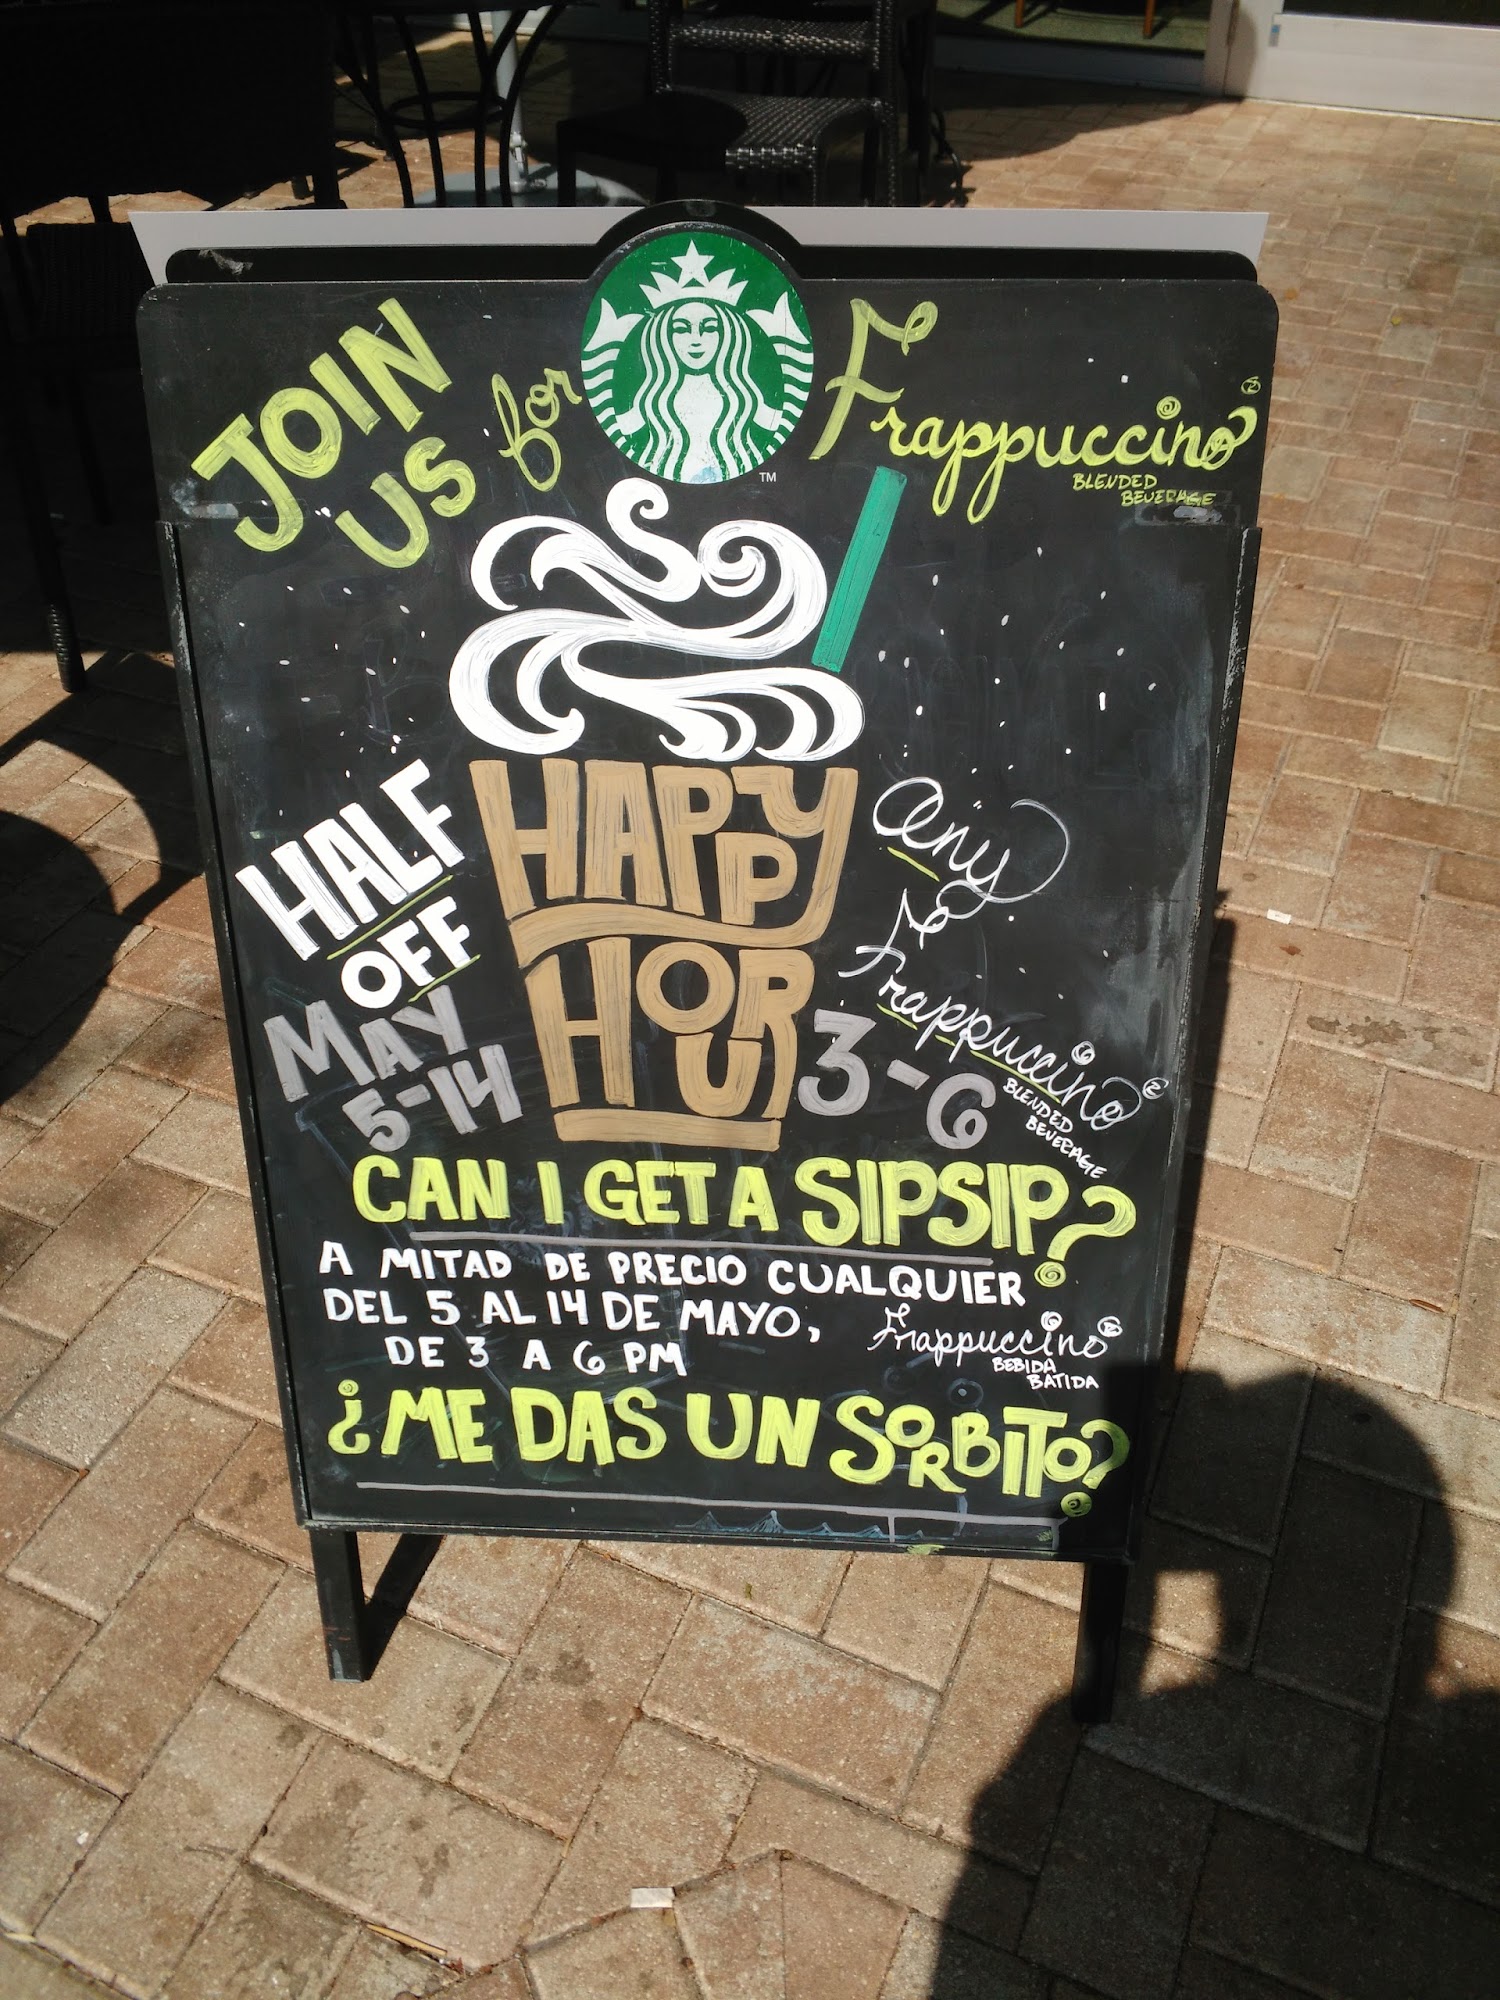 JOIN
US for
Frappuccino
BLENDED
BEVERAGE
TM
HALF
OFF
MAY
5-14
HAPPY
HOUR
any
Frappuccino
BLENDED
BEVERAGE
3-6
CAN I GET A SIPSIP?
A MITAD DE PRECIO CUALQUIER
DEL 5 AL 14 DE MAYO, Frappuccino
BEBIDA
BATIDA
DE 3 A 6 PM
¿ME DAS UN SORBITO?